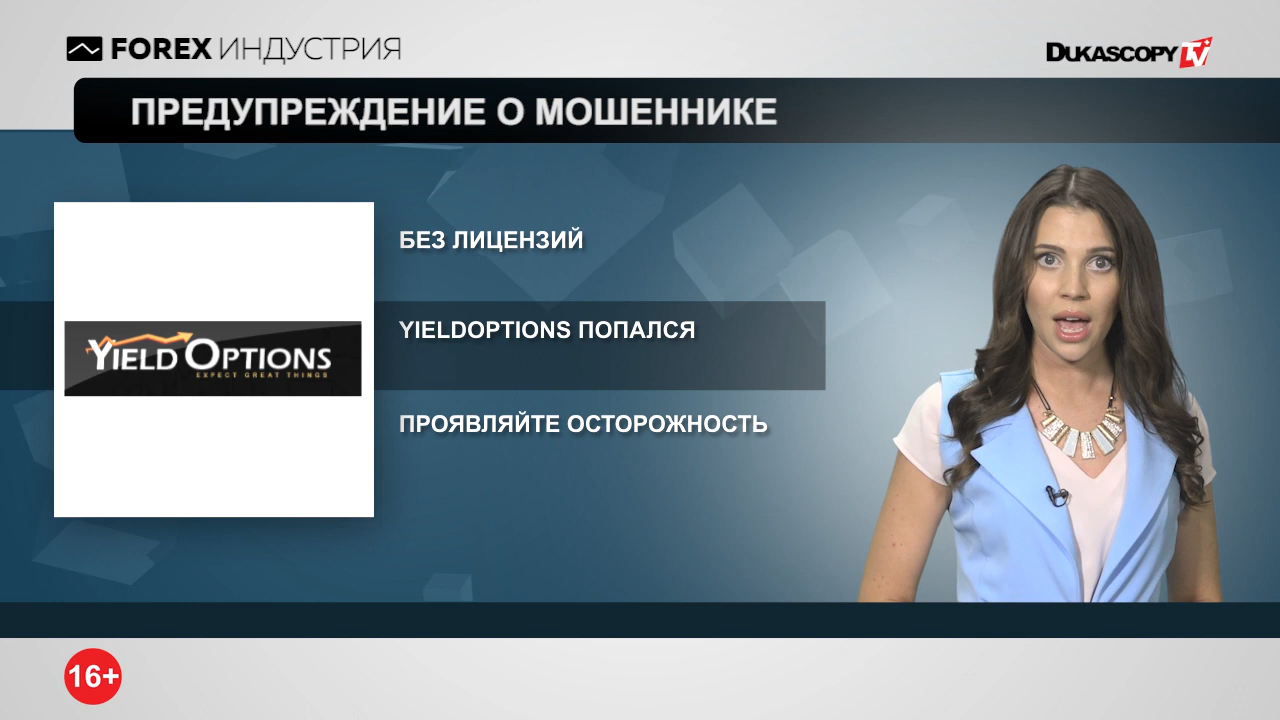 FOREX ИНДУСТРИЯ
DUKASCOPY TV
ПРЕДУПРЕЖДЕНИЕ О МОШЕННИКЕ
БЕЗ ЛИЦЕНЗИЙ
YIELDOPTIONS ПОПАЛСЯ
ПРОЯВЛЯЙТЕ ОСТОРОЖНОСТЬ
YIELD OPTIONS
EXPECT GREAT THINGS
16+